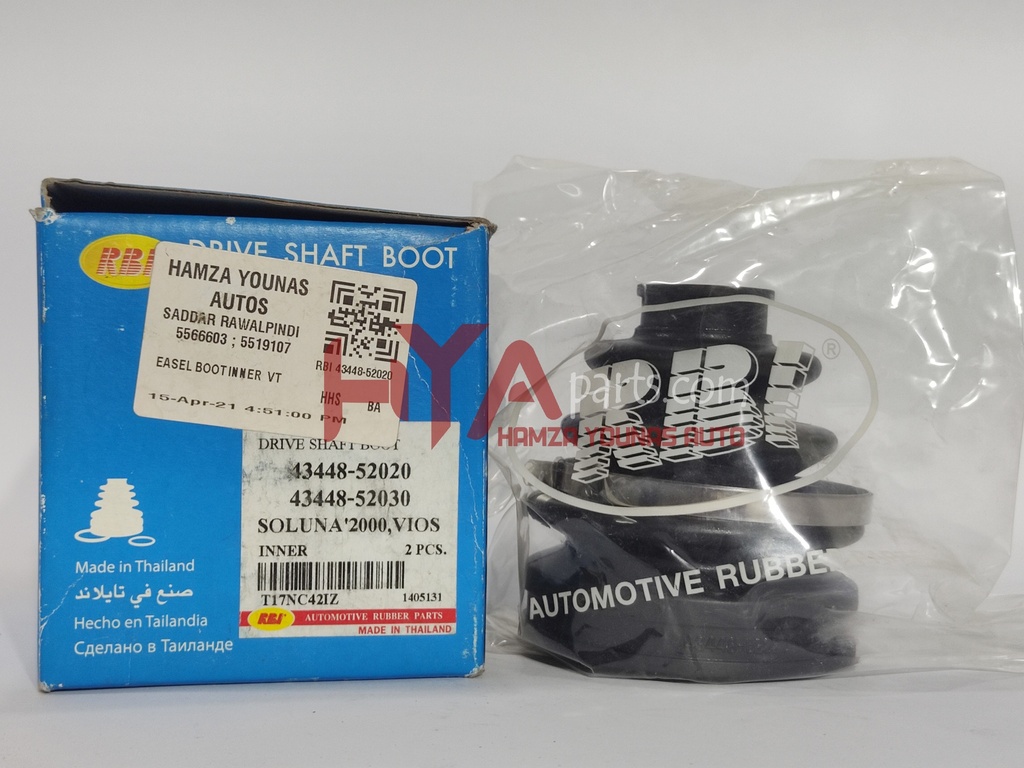 RBI
DRIVE SHAFT BOOT
HAMZA YOUNAS
AUTOS
SADDAR RAWALPINDI
5566603 ; 5519107
EASEL BOOT INNER VT
RBI 43448-52020
HHS BA
15-Apr-21 4:51:00 PM
DRIVE SHAFT BOOT
43448-52020
43448-52030
SOLUNA'2000,VIOS
INNER 2 PCS.
T17NC42IZ 1405131
RBI AUTOMOTIVE RUBBER PARTS
MADE IN THAILAND
Made in Thailand
صنع في تايلاند
Hecho en Tailandia
Сделано в Таиланде
HYA parts.com
HAMZA YOUNAS AUTO
RBI ®
AUTOMOTIVE RUBBE